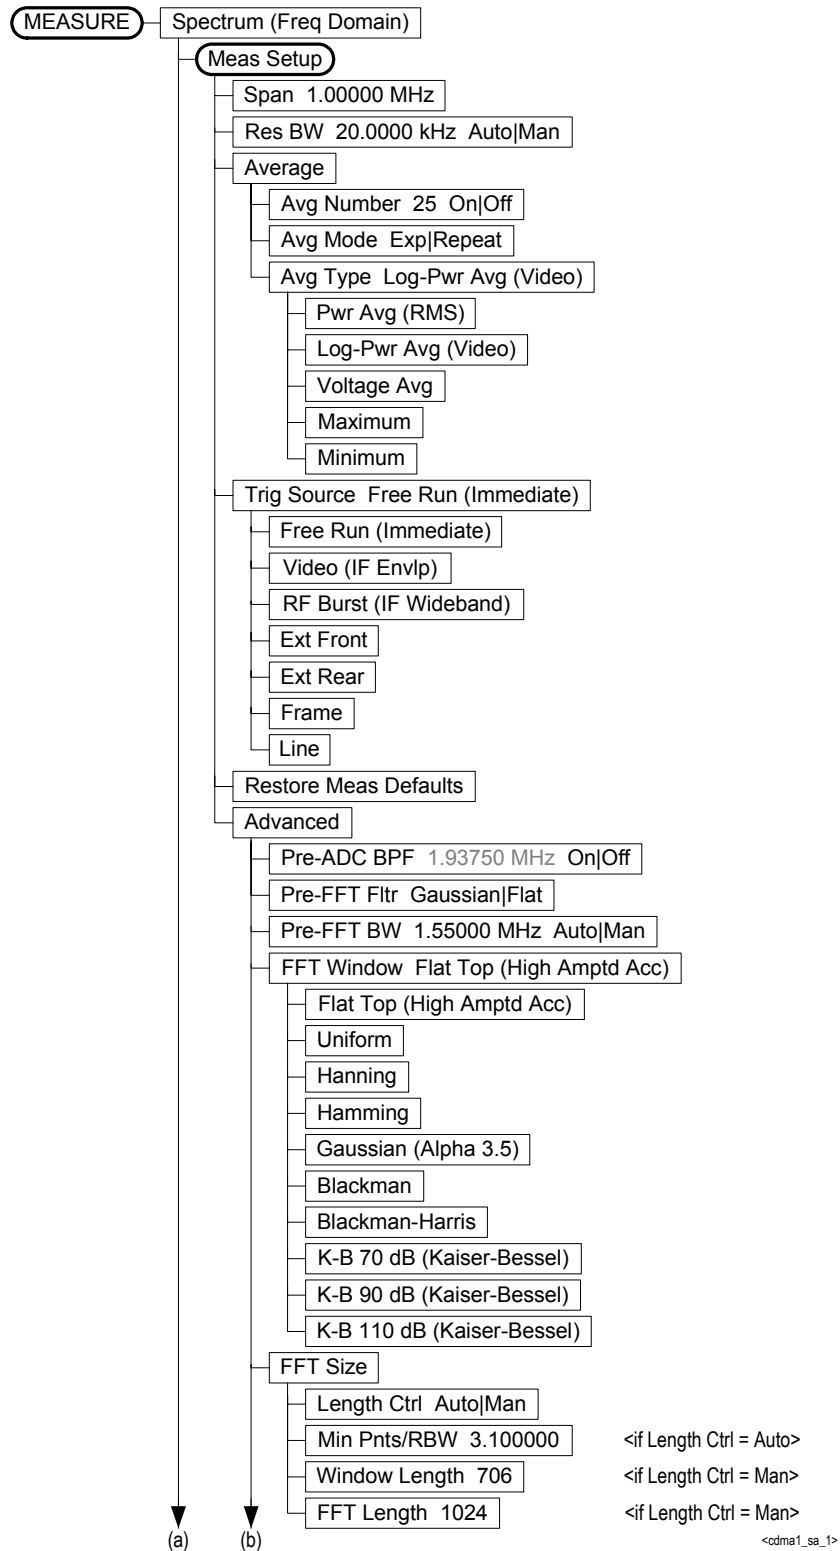 MEASURE Spectrum (Freq Domain)
Meas Setup
Span 1.00000 MHz
Res BW 20.0000 kHz Auto|Man
Average
Avg Number 25 On|Off
Avg Mode Exp|Repeat
Avg Type Log-Pwr Avg (Video)
Pwr Avg (RMS)
Log-Pwr Avg (Video)
Voltage Avg
Maximum
Minimum
Trig Source Free Run (Immediate)
Free Run (Immediate)
Video (IF Envlp)
RF Burst (IF Wideband)
Ext Front
Ext Rear
Frame
Line
Restore Meas Defaults
Advanced
Pre-ADC BPF 1.93750 MHz On|Off
Pre-FFT Fltr Gaussian|Flat
Pre-FFT BW 1.55000 MHz Auto|Man
FFT Window Flat Top (High Amptd Acc)
Flat Top (High Amptd Acc)
Uniform
Hanning
Hamming
Gaussian (Alpha 3.5)
Blackman
Blackman-Harris
K-B 70 dB (Kaiser-Bessel)
K-B 90 dB (Kaiser-Bessel)
K-B 110 dB (Kaiser-Bessel)
FFT Size
Length Ctrl Auto|Man
Min Pnts/RBW 3.100000 <if Length Ctrl = Auto>
Window Length 706 <if Length Ctrl = Man>
FFT Length 1024 <if Length Ctrl = Man>
(a) (b) <cdma1_sa_1>